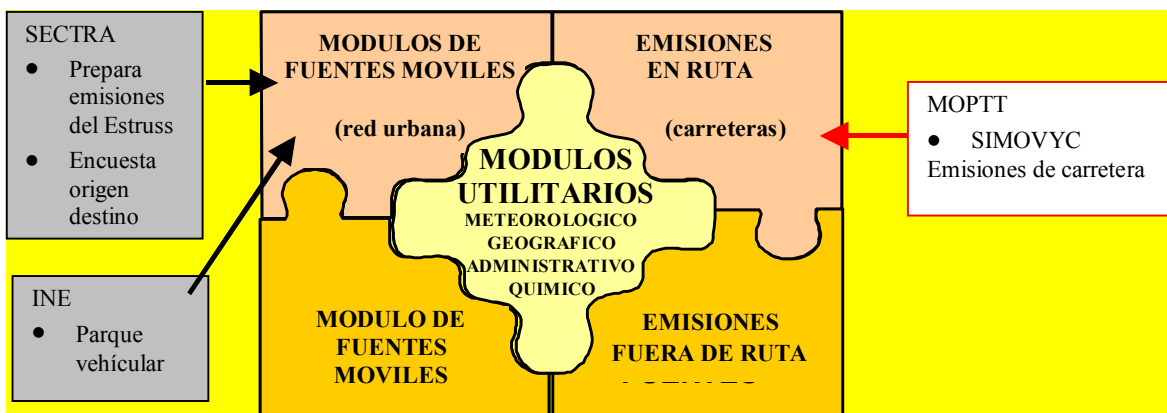 SECTRA
● Prepara
emisiones
del Estruss
● Encuesta
origen
destino
INE
● Parque
vehícular
MODULOS DE
FUENTES MOVILES
(red urbana)
EMISIONES
EN RUTA
(carreteras)
MODULOS
UTILITARIOS
METEOROLOGICO
GEOGRAFICO
ADMINISTRATIVO
QUIMICO
MODULO DE
FUENTES
MOVILES
EMISIONES
FUERA DE RUTA
MOPTT
● SIMOVYC
Emisiones de carretera